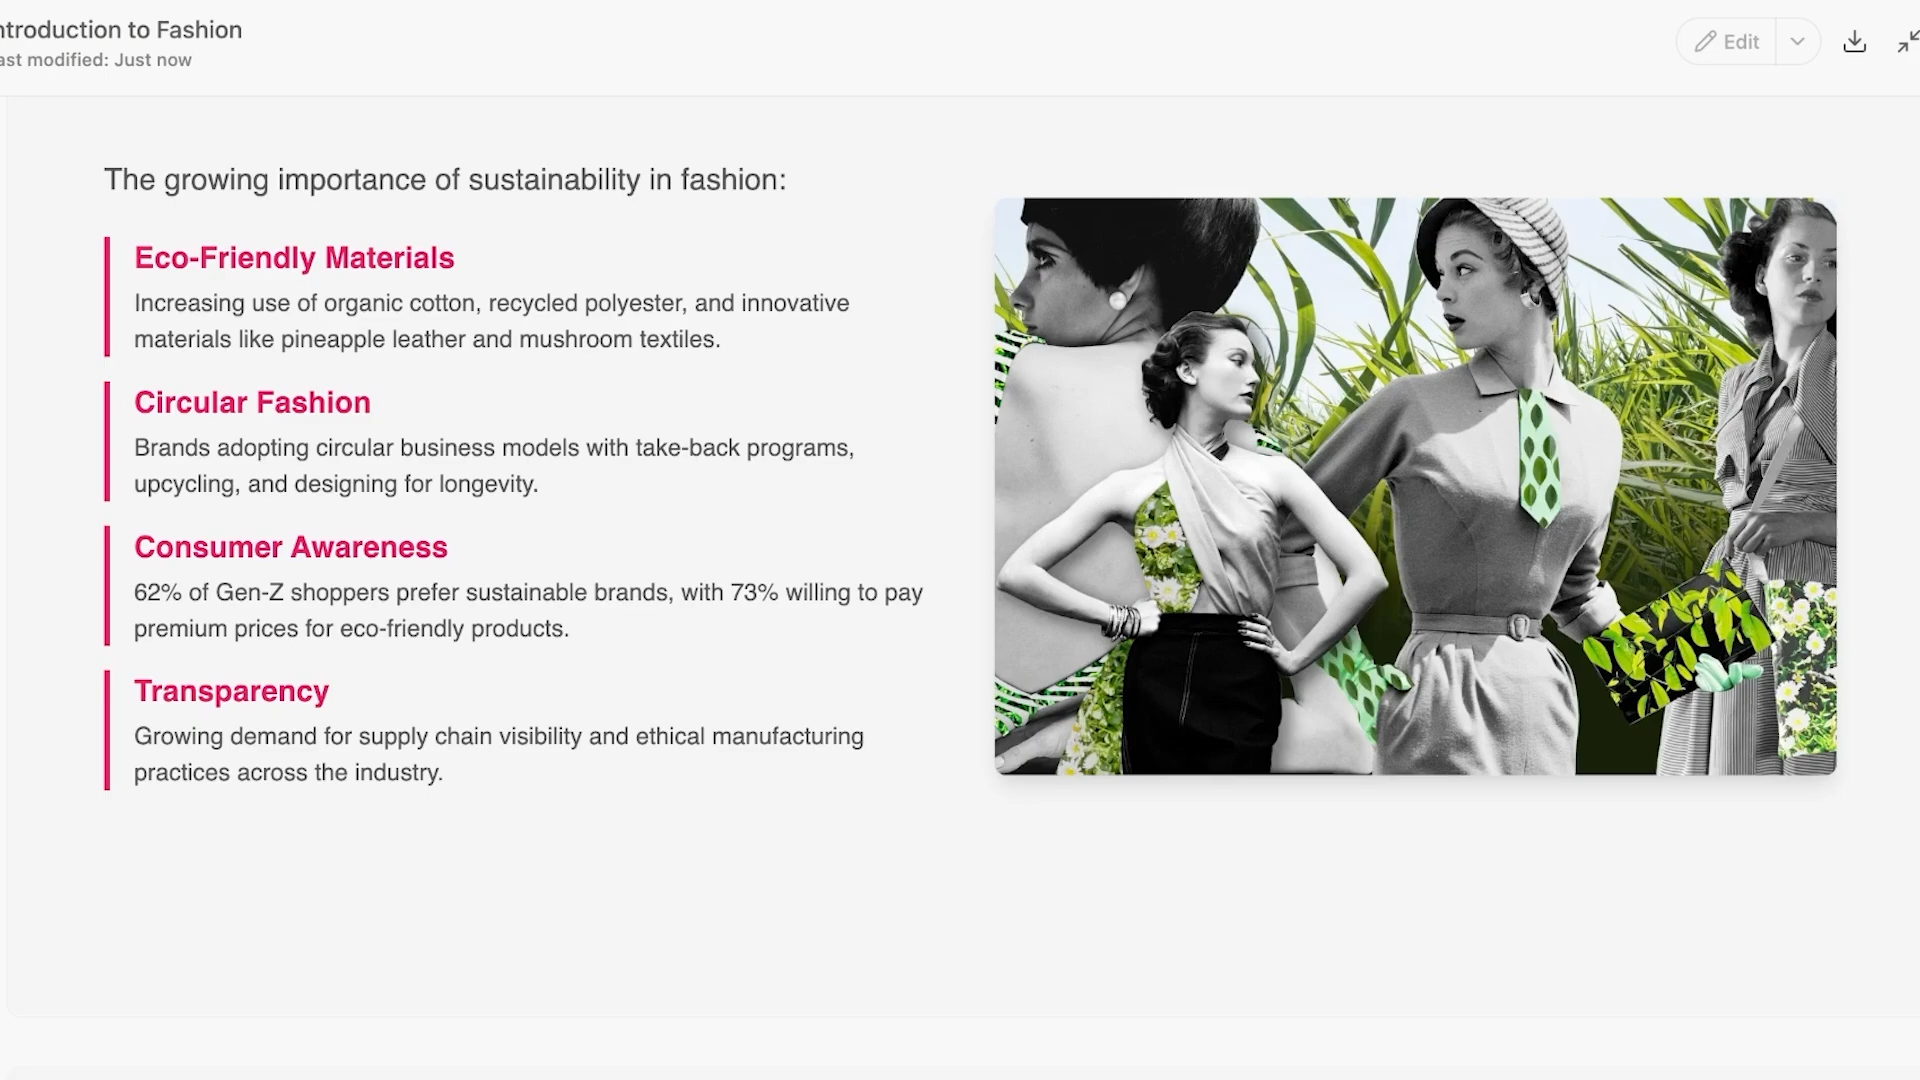 ntroduction to Fashion
ast modified: Just now
Edit
The growing importance of sustainability in fashion:
Eco-Friendly Materials
Increasing use of organic cotton, recycled polyester, and innovative
materials like pineapple leather and mushroom textiles.
Circular Fashion
Brands adopting circular business models with take-back programs,
upcycling, and designing for longevity.
Consumer Awareness
62% of Gen-Z shoppers prefer sustainable brands, with 73% willing to pay
premium prices for eco-friendly products.
Transparency
Growing demand for supply chain visibility and ethical manufacturing
practices across the industry.